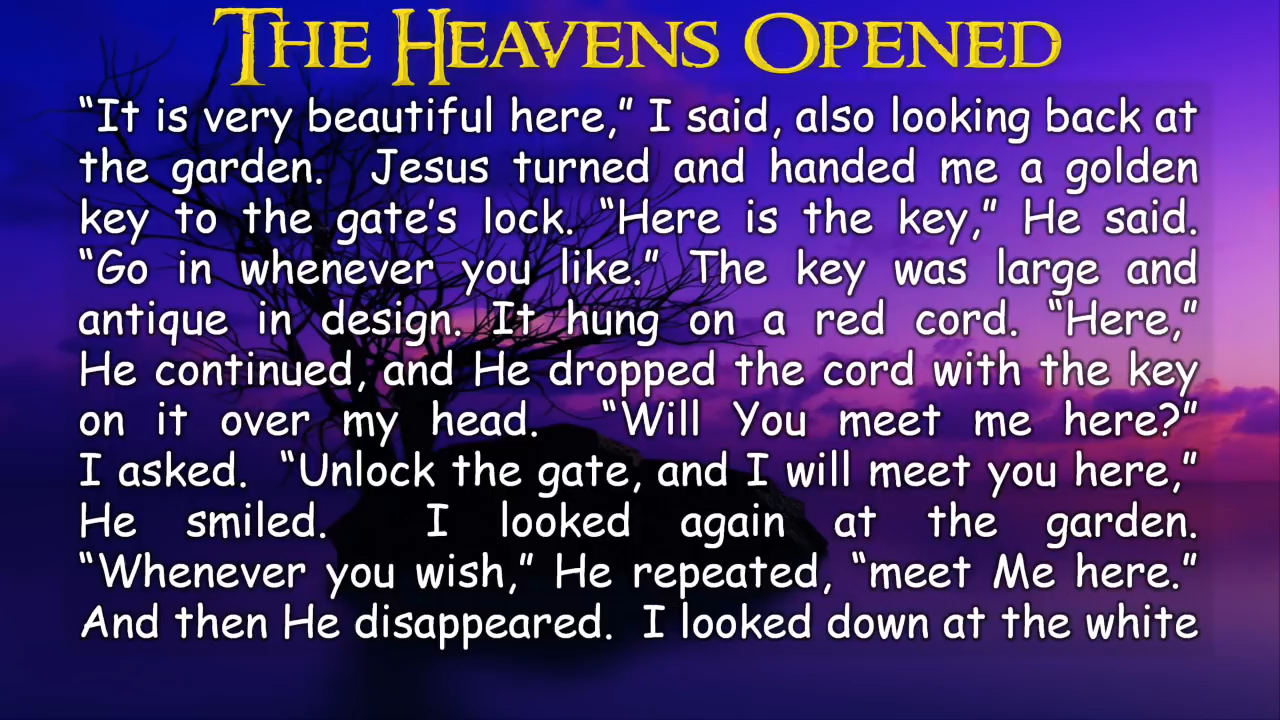 THE HEAVENS OPENED
“It is very beautiful here,” I said, also looking back at
the garden. Jesus turned and handed me a golden
key to the gate’s lock. “Here is the key,” He said.
“Go in whenever you like.” The key was large and
antique in design. It hung on a red cord. “Here,”
He continued, and He dropped the cord with the key
on it over my head. “Will You meet me here?”
I asked. “Unlock the gate, and I will meet you here,”
He smiled. I looked again at the garden.
“Whenever you wish,” He repeated, “meet Me here.”
And then He disappeared. I looked down at the white